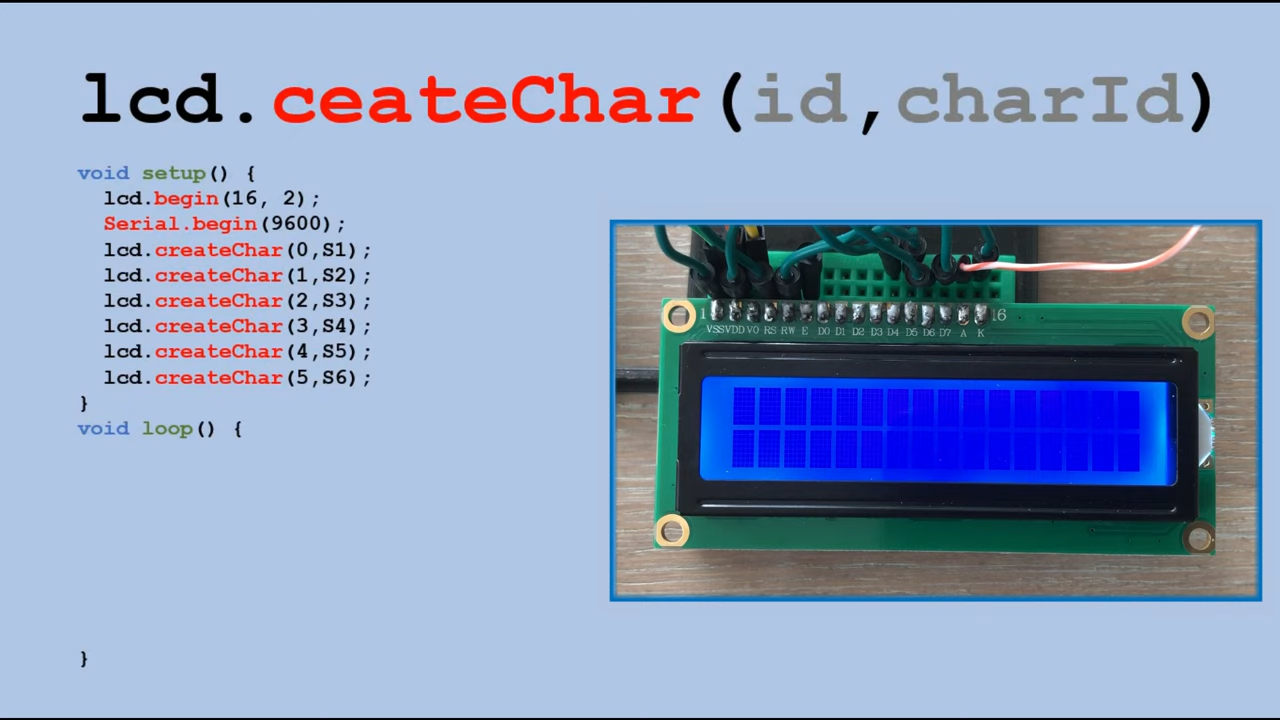 lcd.ceateChar(id,charId)
void setup() {
lcd.begin(16, 2);
Serial.begin(9600);
lcd.createChar(0,S1);
lcd.createChar(1,S2);
lcd.createChar(2,S3);
lcd.createChar(3,S4);
lcd.createChar(4,S5);
lcd.createChar(5,S6);
}
void loop() {
}
1 16
VSS VDD VO RS RW E D0 D1 D2 D3 D4 D5 D6 D7 A K